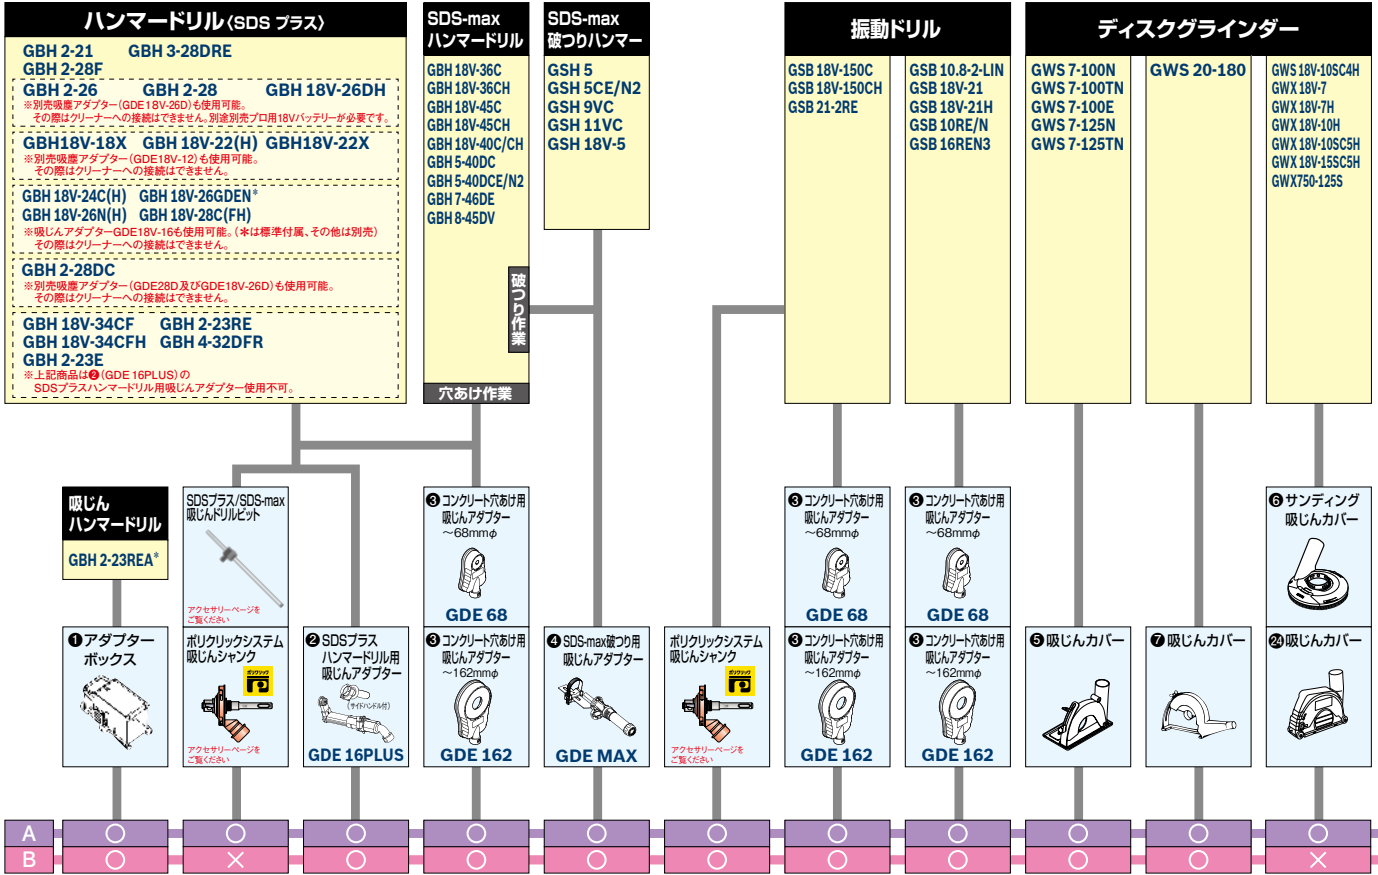 ハンマードリル〈SDS プラス〉
GBH 2-21 GBH 3-28DRE
GBH 2-28F
GBH 2-26 GBH 2-28 GBH 18V-26DH
※別売吸塵アダプター(GDE18V-26D)も使用可能。
その際はクリーナーへの接続はできません。別途別売プロ用18Vバッテリーが必要です。
GBH18V-18X GBH 18V-22(H) GBH18V-22X
※別売吸塵アダプター(GDE18V-12)も使用可能。
その際はクリーナーへの接続はできません。
GBH 18V-24C(H) GBH 18V-26GDEN*
GBH 18V-26N(H) GBH 18V-28C(FH)
※吸じんアダプターGDE18V-16も使用可能。(＊は標準付属、その他は別売)
その際はクリーナーへの接続はできません。
GBH 2-28DC
※別売吸塵アダプター(GDE28D及びGDE18V-26D)も使用可能。
その際はクリーナーへの接続はできません。
GBH 18V-34CF GBH 2-23RE
GBH 18V-34CFH GBH 4-32DFR
GBH 2-23E
※上記商品は❷(GDE 16PLUS)の
SDSプラスハンマードリル用吸じんアダプター使用不可。
SDS-max
ハンマードリル
GBH 18V-36C
GBH 18V-36CH
GBH 18V-45C
GBH 18V-45CH
GBH 18V-40C/CH
GBH 5-40DC
GBH 5-40DCE/N2
GBH 7-46DE
GBH 8-45DV
破つり作業
穴あけ作業
SDS-max
破つりハンマー
GSH 5
GSH 5CE/N2
GSH 9VC
GSH 11VC
GSH 18V-5
振動ドリル
GSB 18V-150C
GSB 18V-150CH
GSB 21-2RE
GSB 10.8-2-LIN
GSB 18V-21
GSB 18V-21H
GSB 10RE/N
GSB 16REN3
ディスクグラインダー
GWS 7-100N
GWS 7-100TN
GWS 7-100E
GWS 7-125N
GWS 7-125TN
GWS 20-180
GWS 18V-10SC4H
GWX 18V-7
GWX 18V-7H
GWX 18V-10H
GWX 18V-10SC5H
GWX 18V-15SC5H
GWX750-125S
吸じん
ハンマードリル
GBH 2-23REA*
❶アダプター
ボックス
SDSプラス/SDS-max
吸じんドリルビット
アクセサリーページを
ご覧ください
ポリクリックシステム
吸じんシャンク
ポリクリック
アクセサリーページを
ご覧ください
❷SDSプラス
ハンマードリル用
吸じんアダプター
(サイドハンドル付)
GDE 16PLUS
❸コンクリート穴あけ用
吸じんアダプター
〜68mmφ
GDE 68
❸コンクリート穴あけ用
吸じんアダプター
〜162mmφ
GDE 162
❹SDS-max破つり用
吸じんアダプター
GDE MAX
ポリクリックシステム
吸じんシャンク
ポリクリック
アクセサリーページを
ご覧ください
❸コンクリート穴あけ用
吸じんアダプター
〜68mmφ
GDE 68
❸コンクリート穴あけ用
吸じんアダプター
〜162mmφ
GDE 162
❸コンクリート穴あけ用
吸じんアダプター
〜68mmφ
GDE 68
❸コンクリート穴あけ用
吸じんアダプター
〜162mmφ
GDE 162
❺吸じんカバー
❼吸じんカバー
❻サンディング
吸じんカバー
㉔吸じんカバー
A ○ ○ ○ ○ ○ ○ ○ ○ ○ ○ ○
B ○ × ○ ○ ○ ○ ○ ○ ○ ○ ×